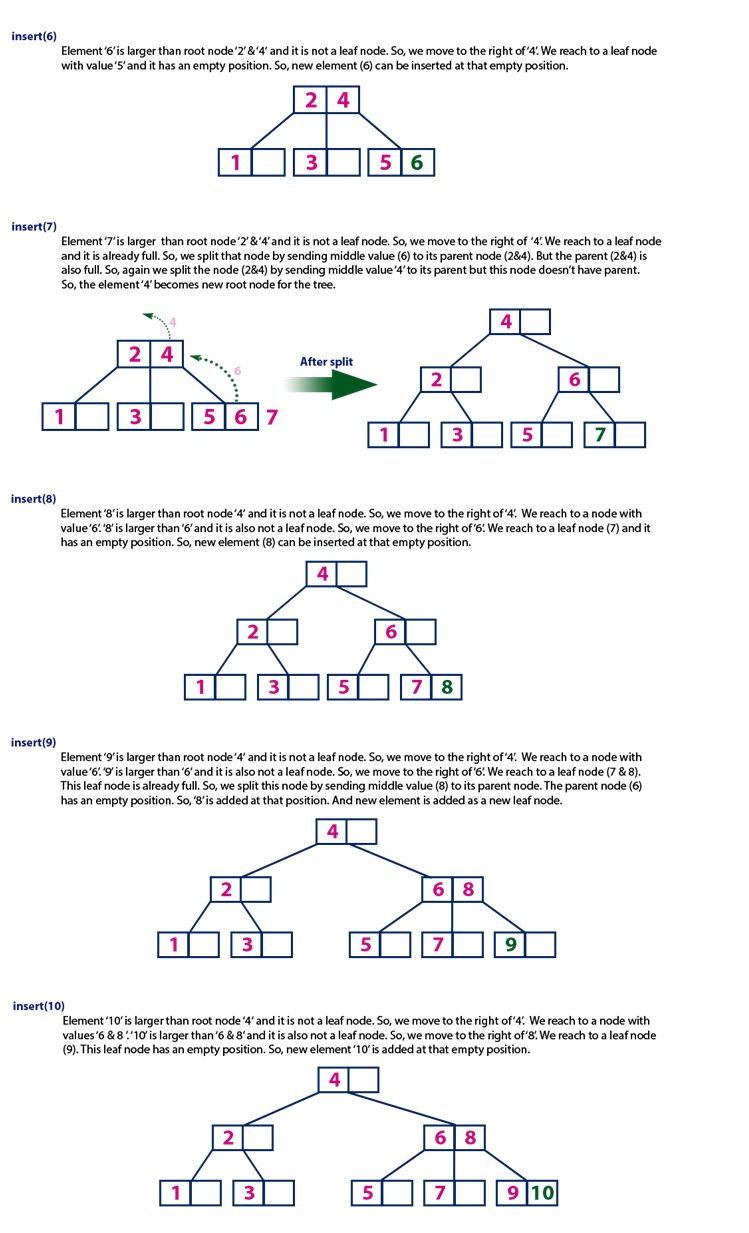 insert(6)
Element ‘6’ is larger than root node ‘2’ & ‘4’ and it is not a leaf node. So, we move to the right of ‘4’. We reach to a leaf node
with value ‘5’ and it has an empty position. So, new element (6) can be inserted at that empty position.
2 4
1 3 5 6
insert(7)
Element ‘7’ is larger than root node ‘2’ & ‘4’ and it is not a leaf node. So, we move to the right of ‘4’. We reach to a leaf node
and it is already full. So, we split that node by sending middle value (6) to its parent node (2&4). But the parent (2&4) is
also full. So, again we split the node (2&4) by sending middle value ‘4’ to its parent but this node doesn’t have parent.
So, the element ‘4’ becomes new root node for the tree.
4
2 4
6
1 3 5 6 7
After split
4
2 6
1 3 5 7
insert(8)
Element ‘8’ is larger than root node ‘4’ and it is not a leaf node. So, we move to the right of ‘4’. We reach to a node with
value ‘6’. ‘8’ is larger than ‘6’ and it is also not a leaf node. So, we move to the right of ‘6’. We reach to a leaf node (7) and it
has an empty position. So, new element (8) can be inserted at that empty position.
4
2 6
1 3 5 7 8
insert(9)
Element ‘9’ is larger than root node ‘4’ and it is not a leaf node. So, we move to the right of ‘4’. We reach to a node with
value ‘6’. ‘9’ is larger than ‘6’ and it is also not a leaf node. So, we move to the right of ‘6’. We reach to a leaf node (7 & 8).
This leaf node is already full. So, we split this node by sending middle value (8) to its parent node. The parent node (6)
has an empty position. So, ‘8’ is added at that position. And new element is added as a new leaf node.
4
2 6 8
1 3 5 7 9
insert(10)
Element ‘10’ is larger than root node ‘4’ and it is not a leaf node. So, we move to the right of ‘4’. We reach to a node with
values ‘6 & 8’. ‘10’ is larger than ‘6 & 8’ and it is also not a leaf node. So, we move to the right of ‘8’. We reach to a leaf node
(9). This leaf node has an empty position. So, new element ‘10’ is added at that empty position.
4
2 6 8
1 3 5 7 9 10